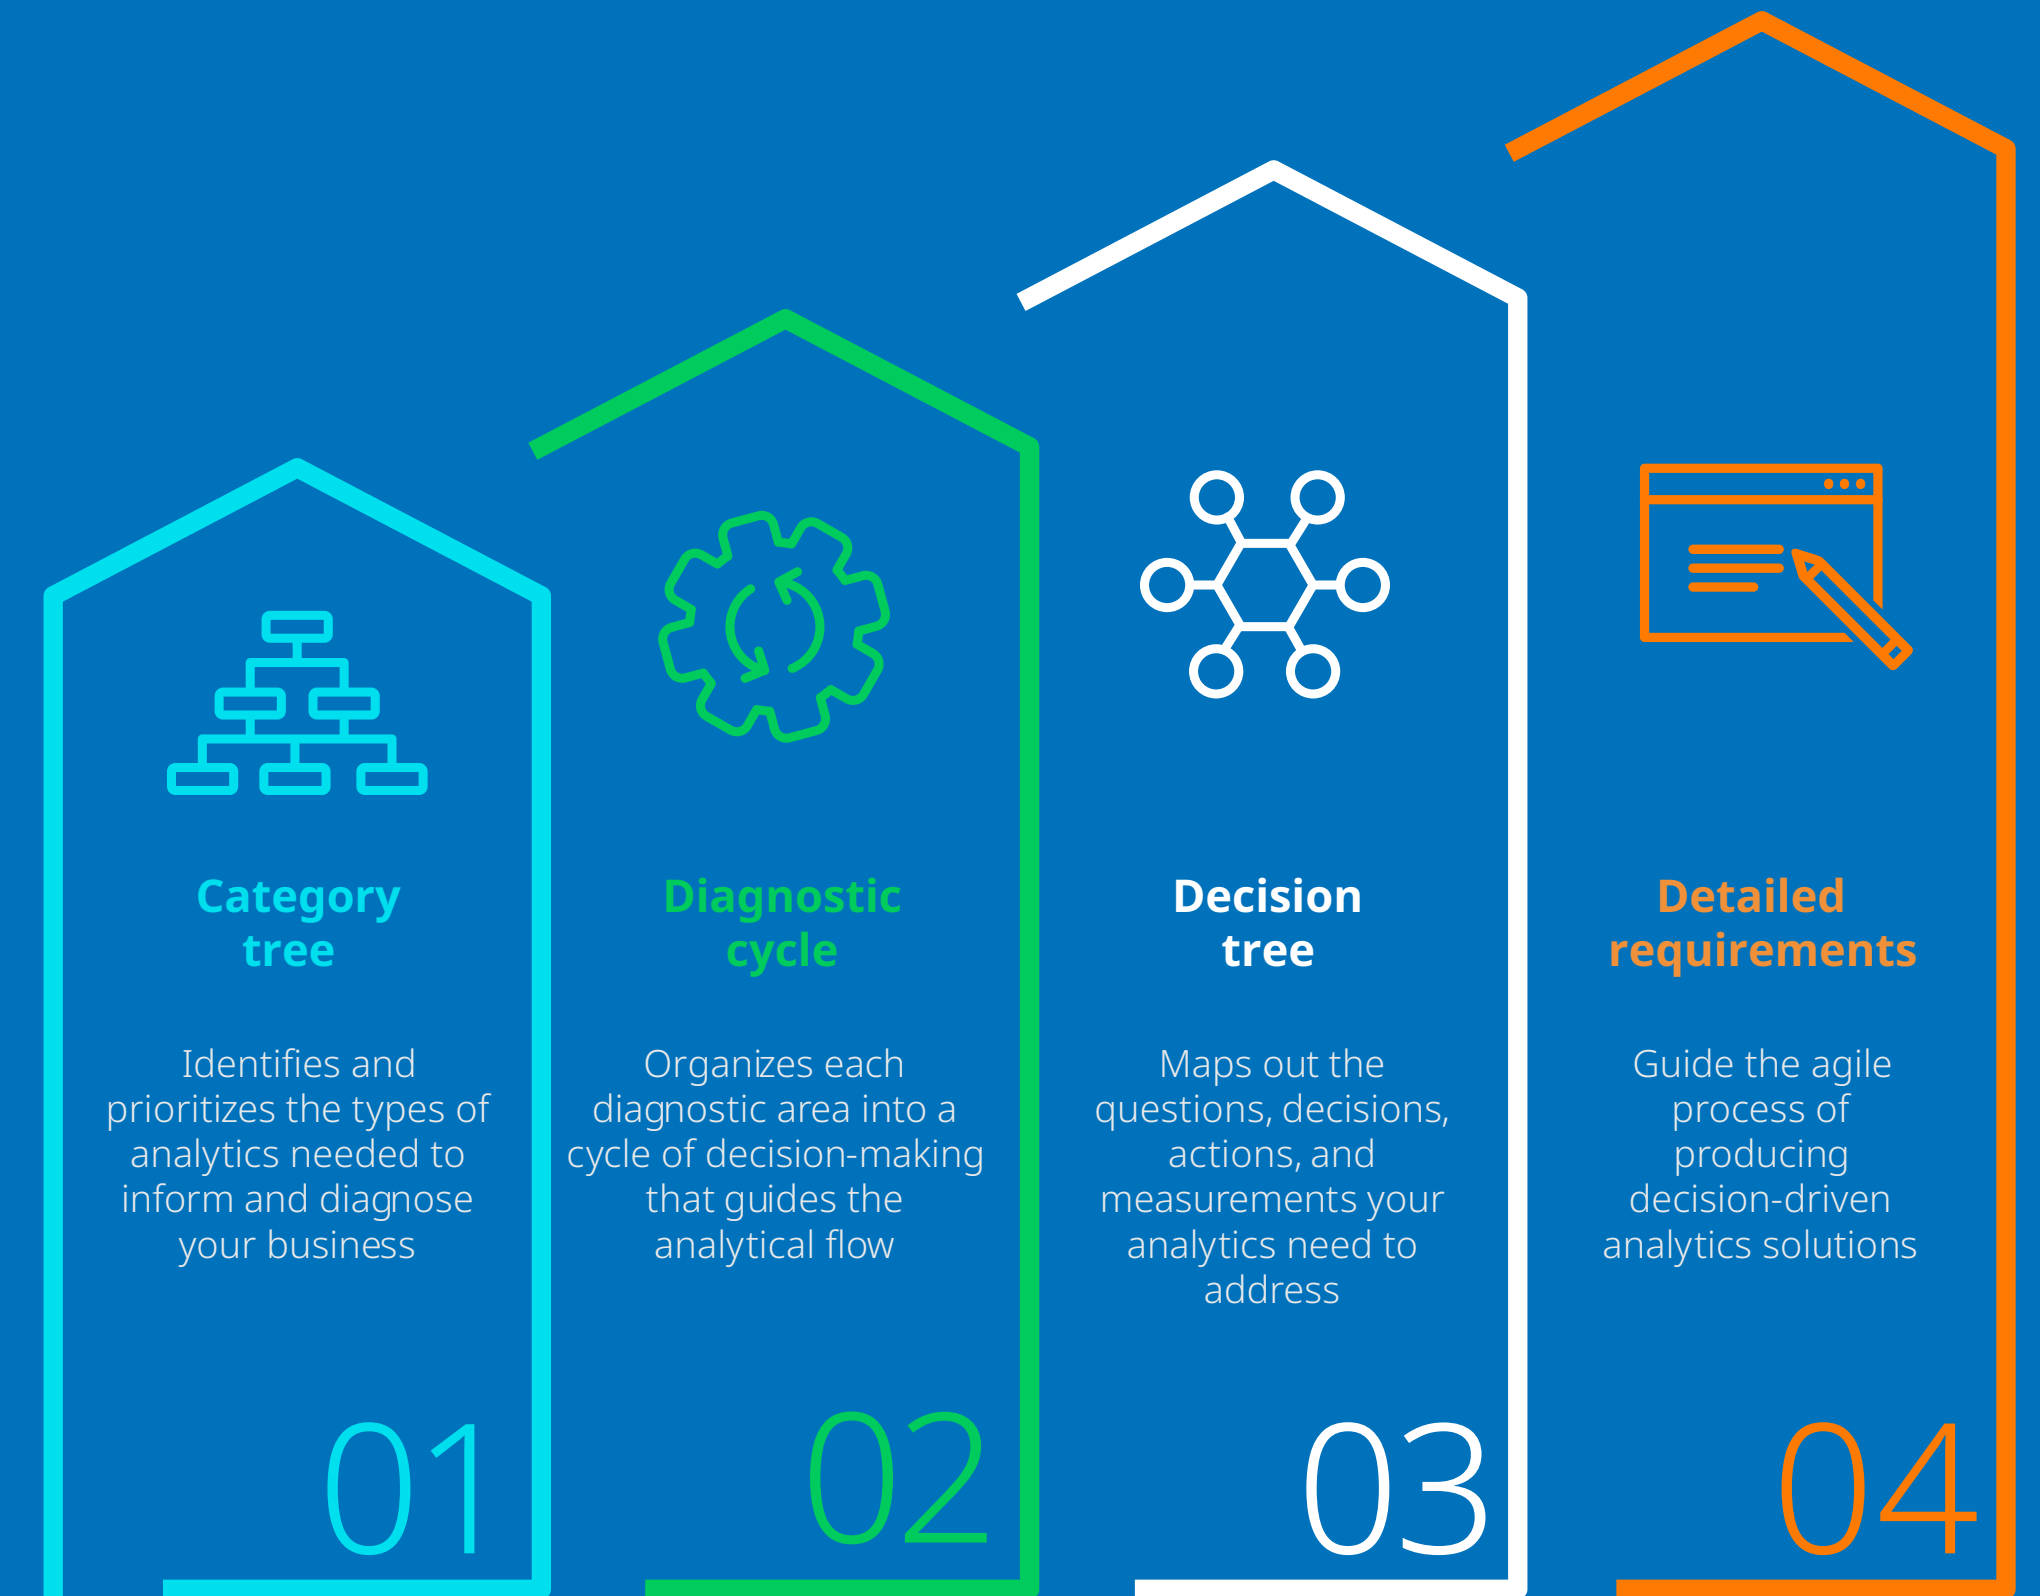 Category
tree
Identifies and
prioritizes the types of
analytics needed to
inform and diagnose
your business
01
Diagnostic
cycle
Organizes each
diagnostic area into a
cycle of decision-making
that guides the
analytical flow
02
Decision
tree
Maps out the
questions, decisions,
actions, and
measurements your
analytics need to
address
03
Detailed
requirements
Guide the agile
process of
producing
decision-driven
analytics solutions
04